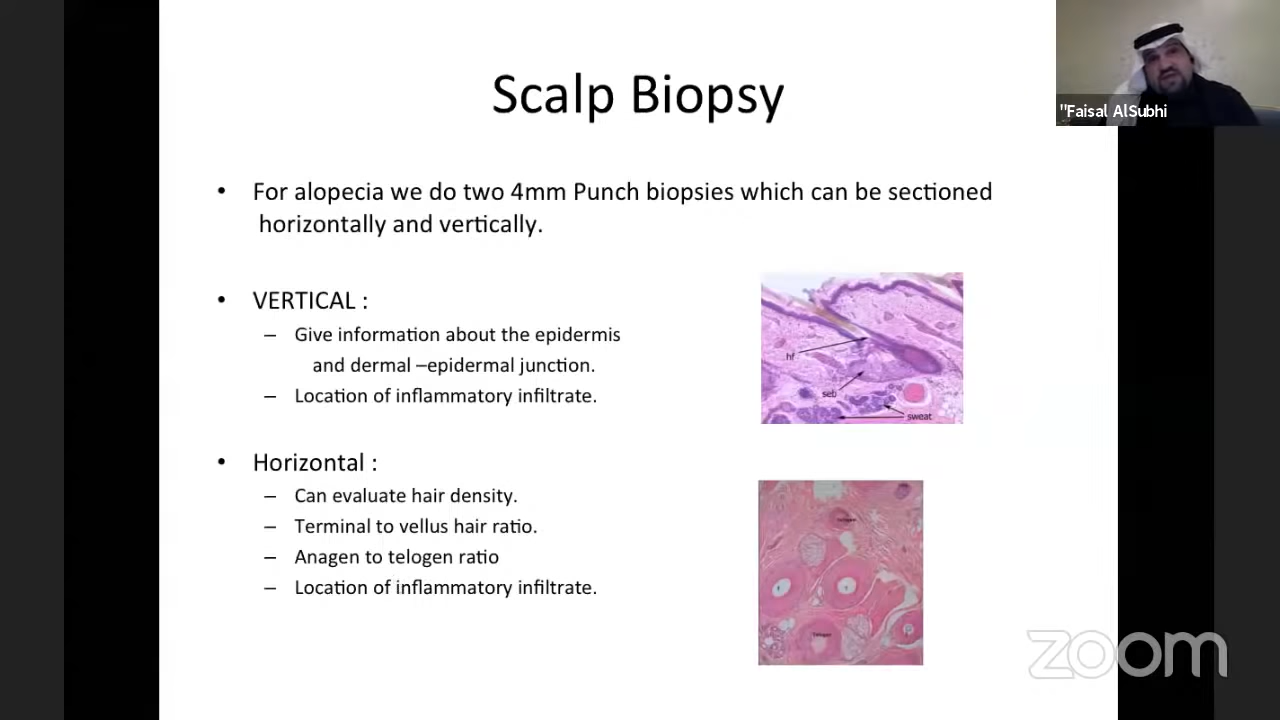 Scalp Biopsy
"Faisal AlSubhi
• For alopecia we do two 4mm Punch biopsies which can be sectioned
horizontally and vertically.
• VERTICAL :
– Give information about the epidermis
and dermal –epidermal junction.
– Location of inflammatory infiltrate.
hf
seb
sweat
• Horizontal :
– Can evaluate hair density.
– Terminal to vellus hair ratio.
– Anagen to telogen ratio
– Location of inflammatory infiltrate.
Telogen
zoom